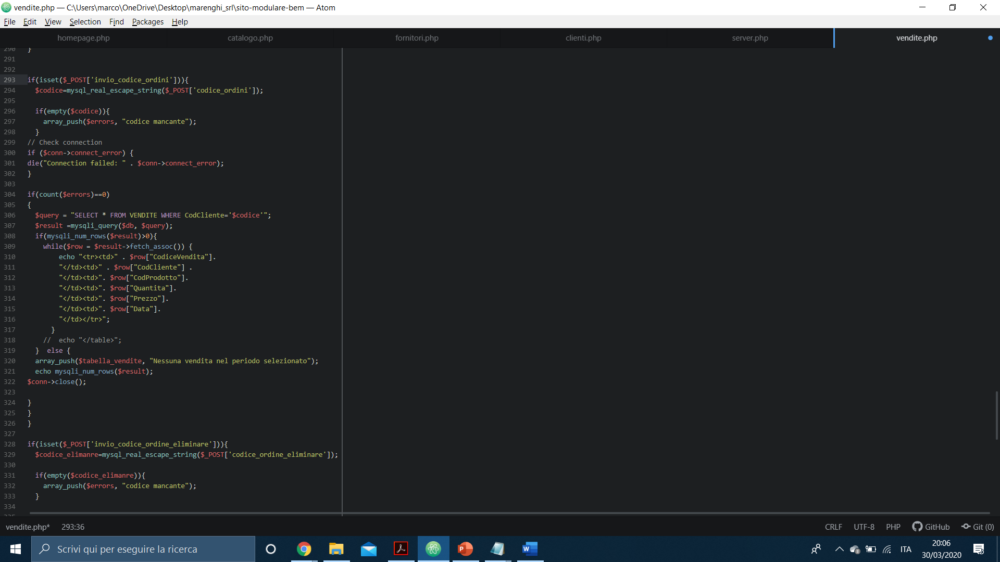 vendite.php — C:\Users\marco\OneDrive\Desktop\marenghi_srl\sito-modulare-bem — Atom
File Edit View Selection Find Packages Help
homepage.php catalogo.php fornitori.php clienti.php server.php vendite.php
290 }
291
292
293 if(isset($_POST['invio_codice_ordini'])){
294   $codice=mysql_real_escape_string($_POST['codice_ordini']);
295
296   if(empty($codice)){
297     array_push($errors, "codice mancante");
298   }
299 // Check connection
300 if ($conn->connect_error) {
301 die("Connection failed: " . $conn->connect_error);
302 }
303
304 if(count($errors)==0)
305 {
306   $query = "SELECT * FROM VENDITE WHERE CodCliente='$codice'";
307   $result =mysqli_query($db, $query);
308   if(mysqli_num_rows($result)>0){
309     while($row = $result->fetch_assoc()) {
310         echo "<tr><td>" . $row["CodiceVendita"].
311         "</td><td>" . $row["CodCliente"] .
312         "</td><td>". $row["CodProdotto"].
313         "</td><td>". $row["Quantita"].
314         "</td><td>". $row["Prezzo"].
315         "</td><td>". $row["Data"].
316         "</td></tr>";
317       }
318     //  echo "</table>";
319   }  else {
320   array_push($tabella_vendite, "Nessuna vendita nel periodo selezionato");
321   echo mysqli_num_rows($result);
322 $conn->close();
323
324 }
325 }
326 }
327
328 if(isset($_POST['invio_codice_ordine_eliminare'])){
329   $codice_elimanre=mysql_real_escape_string($_POST['codice_ordine_eliminare']);
330
331   if(empty($codice_elimanre)){
332     array_push($errors, "codice mancante");
333   }
334
vendite.php* 293:36 CRLF UTF-8 PHP GitHub Git (0)
Scrivi qui per eseguire la ricerca ITA 20:06
30/03/2020